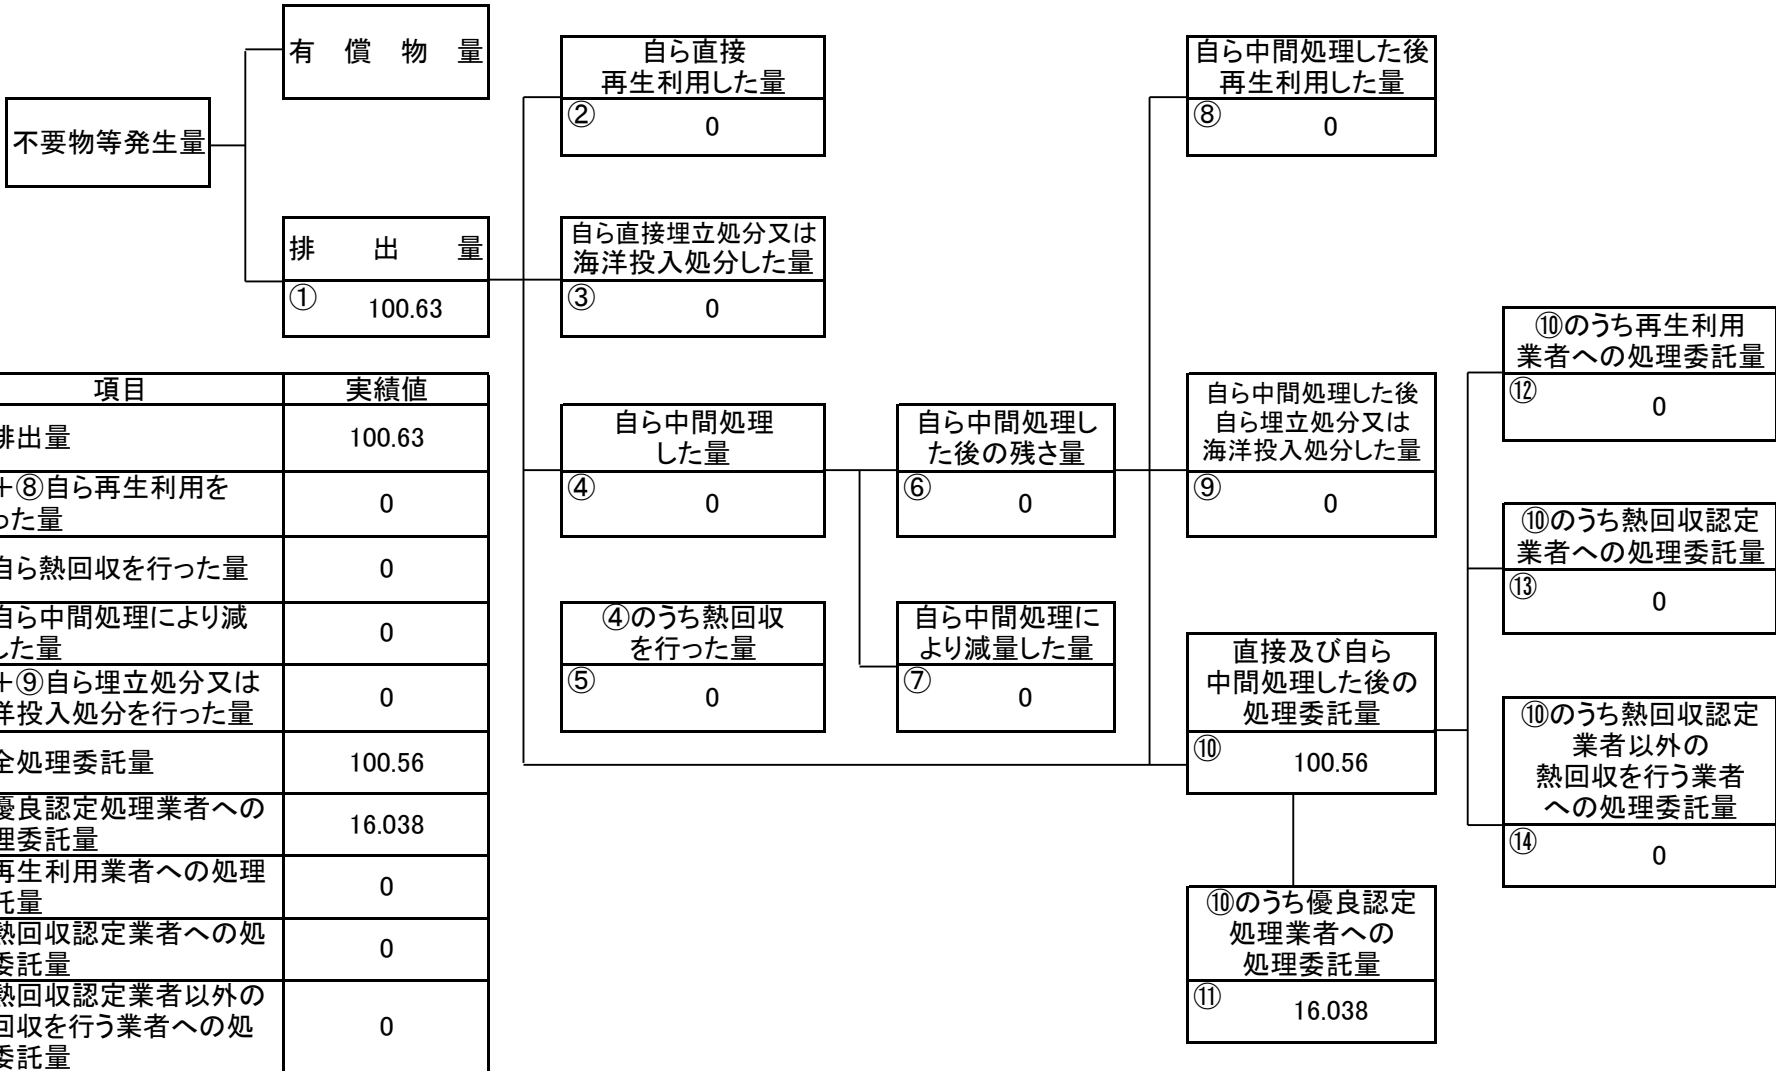 有償物量
不要物等発生量
排出量
① 100.63
自ら直接
再生利用した量
② 0
自ら直接埋立処分又は
海洋投入処分した量
③ 0
自ら中間処理
した量
④ 0
④のうち熱回収
を行った量
⑤ 0
自ら中間処理し
た後の残さ量
⑥ 0
自ら中間処理に
より減量した量
⑦ 0
自ら中間処理した後
再生利用した量
⑧ 0
自ら中間処理した後
自ら埋立処分又は
海洋投入処分した量
⑨ 0
直接及び自ら
中間処理した後の
処理委託量
⑩ 100.56
⑩のうち優良認定
処理業者への
処理委託量
⑪ 16.038
⑩のうち再生利用
業者への処理委託量
⑫ 0
⑩のうち熱回収認定
業者への処理委託量
⑬ 0
⑩のうち熱回収認定
業者以外の
熱回収を行う業者
への処理委託量
⑭ 0
項目 実績値
排出量 100.63
+⑧自ら再生利用を
った量 0
自ら熱回収を行った量 0
自ら中間処理により減
した量 0
+⑨自ら埋立処分又は
洋投入処分を行った量 0
全処理委託量 100.56
優良認定処理業者への
理委託量 16.038
再生利用業者への処理
託量 0
熱回収認定業者への処
委託量 0
熱回収認定業者以外の
回収を行う業者への処
委託量 0